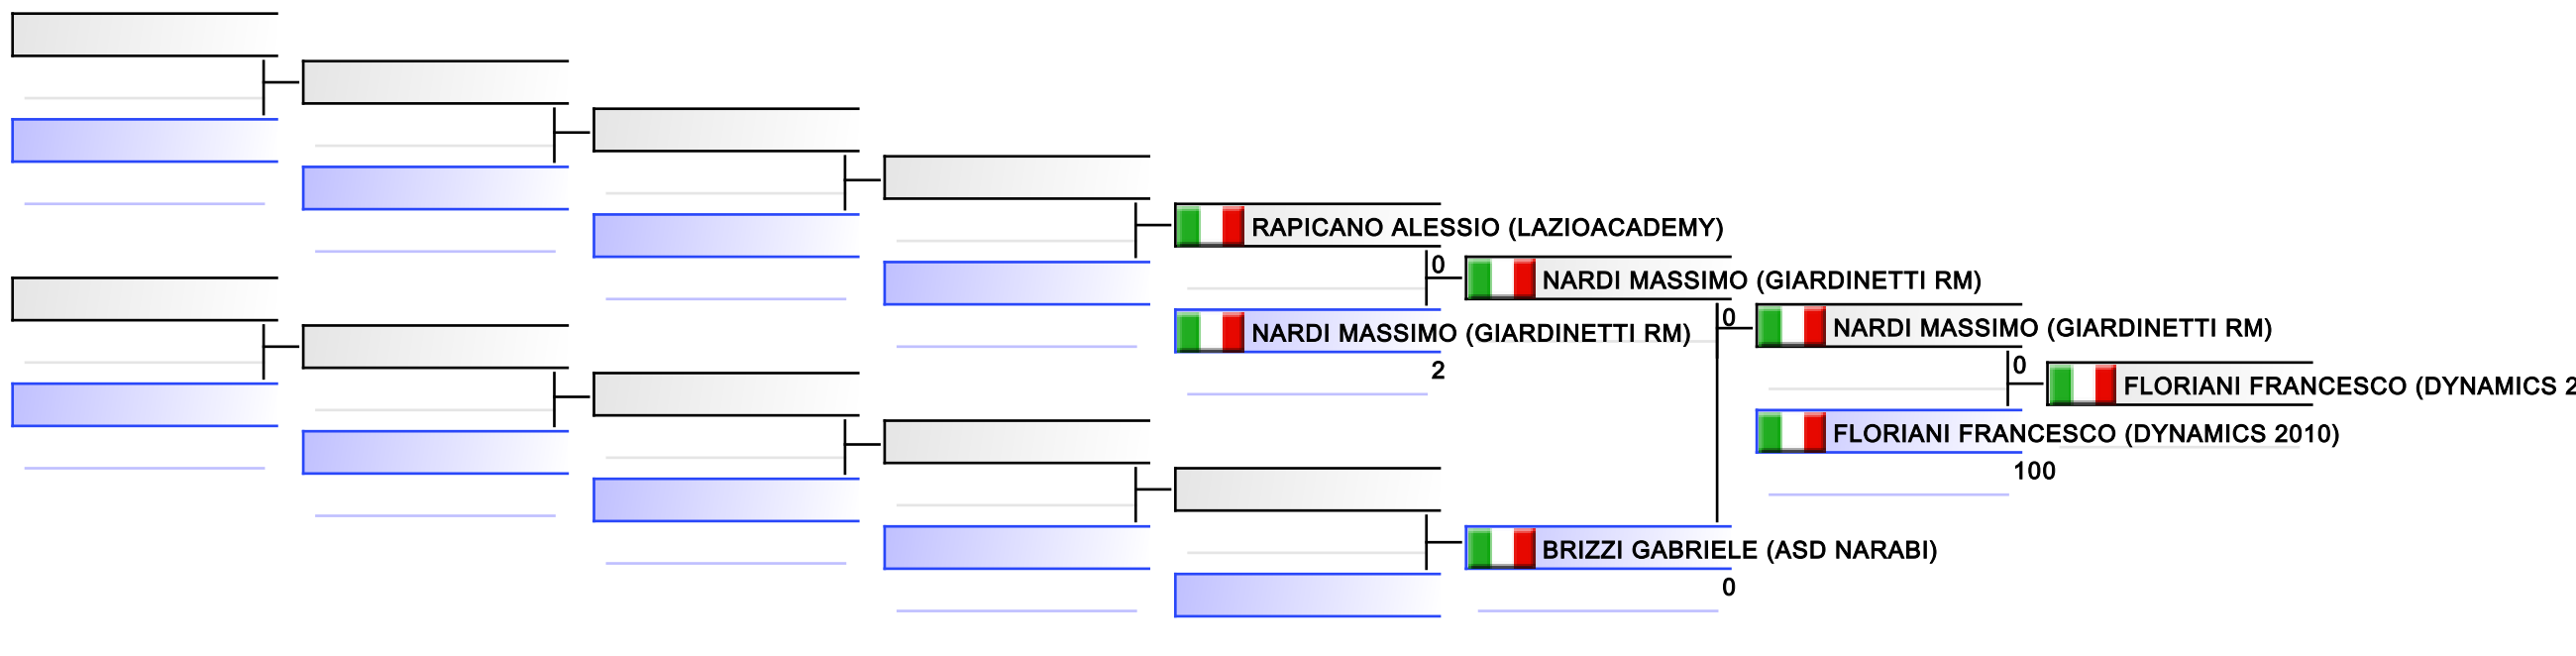 RAPICANO ALESSIO (LAZIOACADEMY)
0
NARDI MASSIMO (GIARDINETTI RM)
NARDI MASSIMO (GIARDINETTI RM)
2
0
NARDI MASSIMO (GIARDINETTI RM)
0
FLORIANI FRANCESCO (DYNAMICS 2
FLORIANI FRANCESCO (DYNAMICS 2010)
100
BRIZZI GABRIELE (ASD NARABI)
0